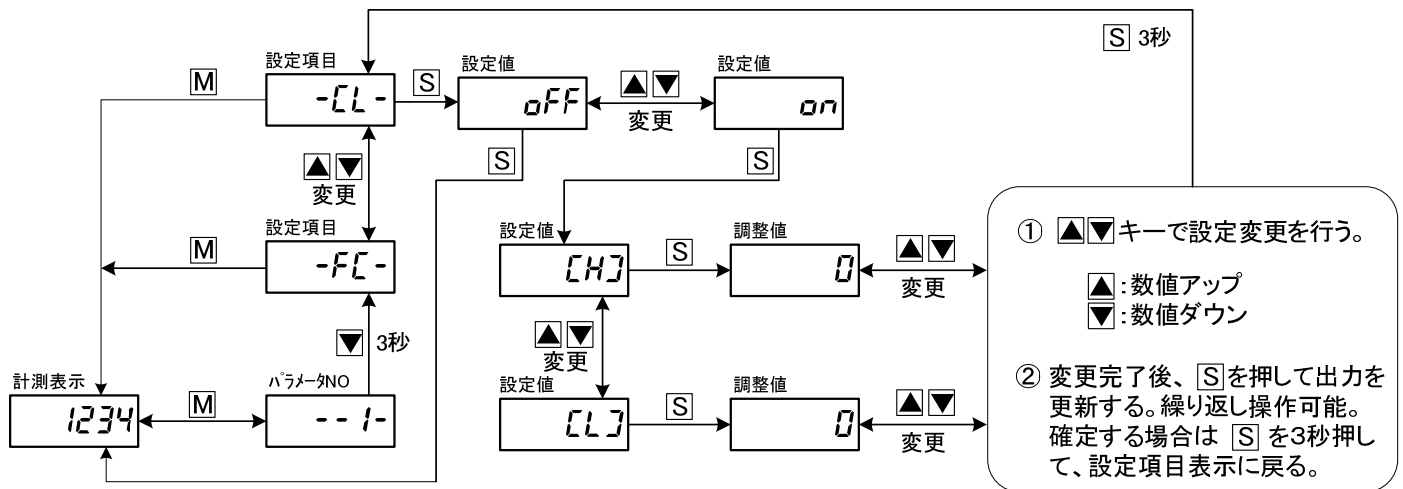 S 3秒
設定項目
設定値
設定値
M
-CL-
S
oFF
▲▼
変更
on
S
S
▲▼
変更
設定項目
M
-FC-
設定値
[H]
S
調整値
0
▲▼
変更
▼ 3秒
▲▼
変更
計測表示
1234
M
パラメータNO
--1-
設定値
[L]
S
調整値
0
▲▼
変更
① ▲▼キーで設定変更を行う。
▲:数値アップ
▼:数値ダウン
② 変更完了後、Sを押して出力を
更新する。繰り返し操作可能。
確定する場合は S を3秒押し
て、設定項目表示に戻る。